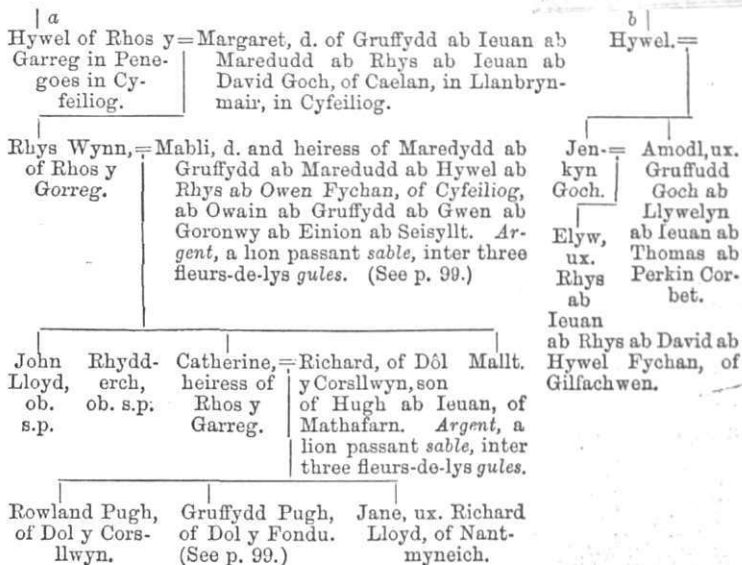 a
Hywel of Rhos y = Margaret, d. of Gruffydd ab Ieuan ab
Garreg in Pene- Maredudd ab Rhys ab Ieuan ab
goes in Cy- David Goch, of Caelan, in Llanbryn-
feiliog. mair, in Cyfeiliog.
Rhys Wynn, = Mabli, d. and heiress of Maredydd ab
of Rhos y Gruffydd ab Maredudd ab Hywel ab
Gorreg. Rhys ab Owen Fychan, of Cyfeiliog,
ab Owain ab Gruffydd ab Gwen ab
Goronwy ab Einion ab Seisyllt. Ar-
gent, a lion passant sable, inter three
fleurs-de-lys gules. (See p. 99.)
John Rhydd- Catherine, = Richard, of Dôl Mallt.
Lloyd, erch, heiress of y Corsllwyn, son
ob. ob. s.p. Rhos y of Hugh ab Ieuan, of
s.p. Garreg. Mathafarn. Argent, a
lion passant sable, inter
three fleurs-de-lys gules.
Rowland Pugh, Gruffydd Pugh, Jane, ux. Richard
of Dol y Cors- of Dol y Fondu. Lloyd, of Nant-
llwyn. (See p. 99.) myneich.
b
Hywel. =
Jen- = Amodl, ux.
kyn Gruffudd
Goch. Goch ab
Llywelyn
Elyw, ab Ieuan ab
ux. Thomas ab
Rhys Perkin Cor-
ab bet.
Ieuan
ab Rhys ab David ab
Hywel Fychan, of
Gilfachwen.